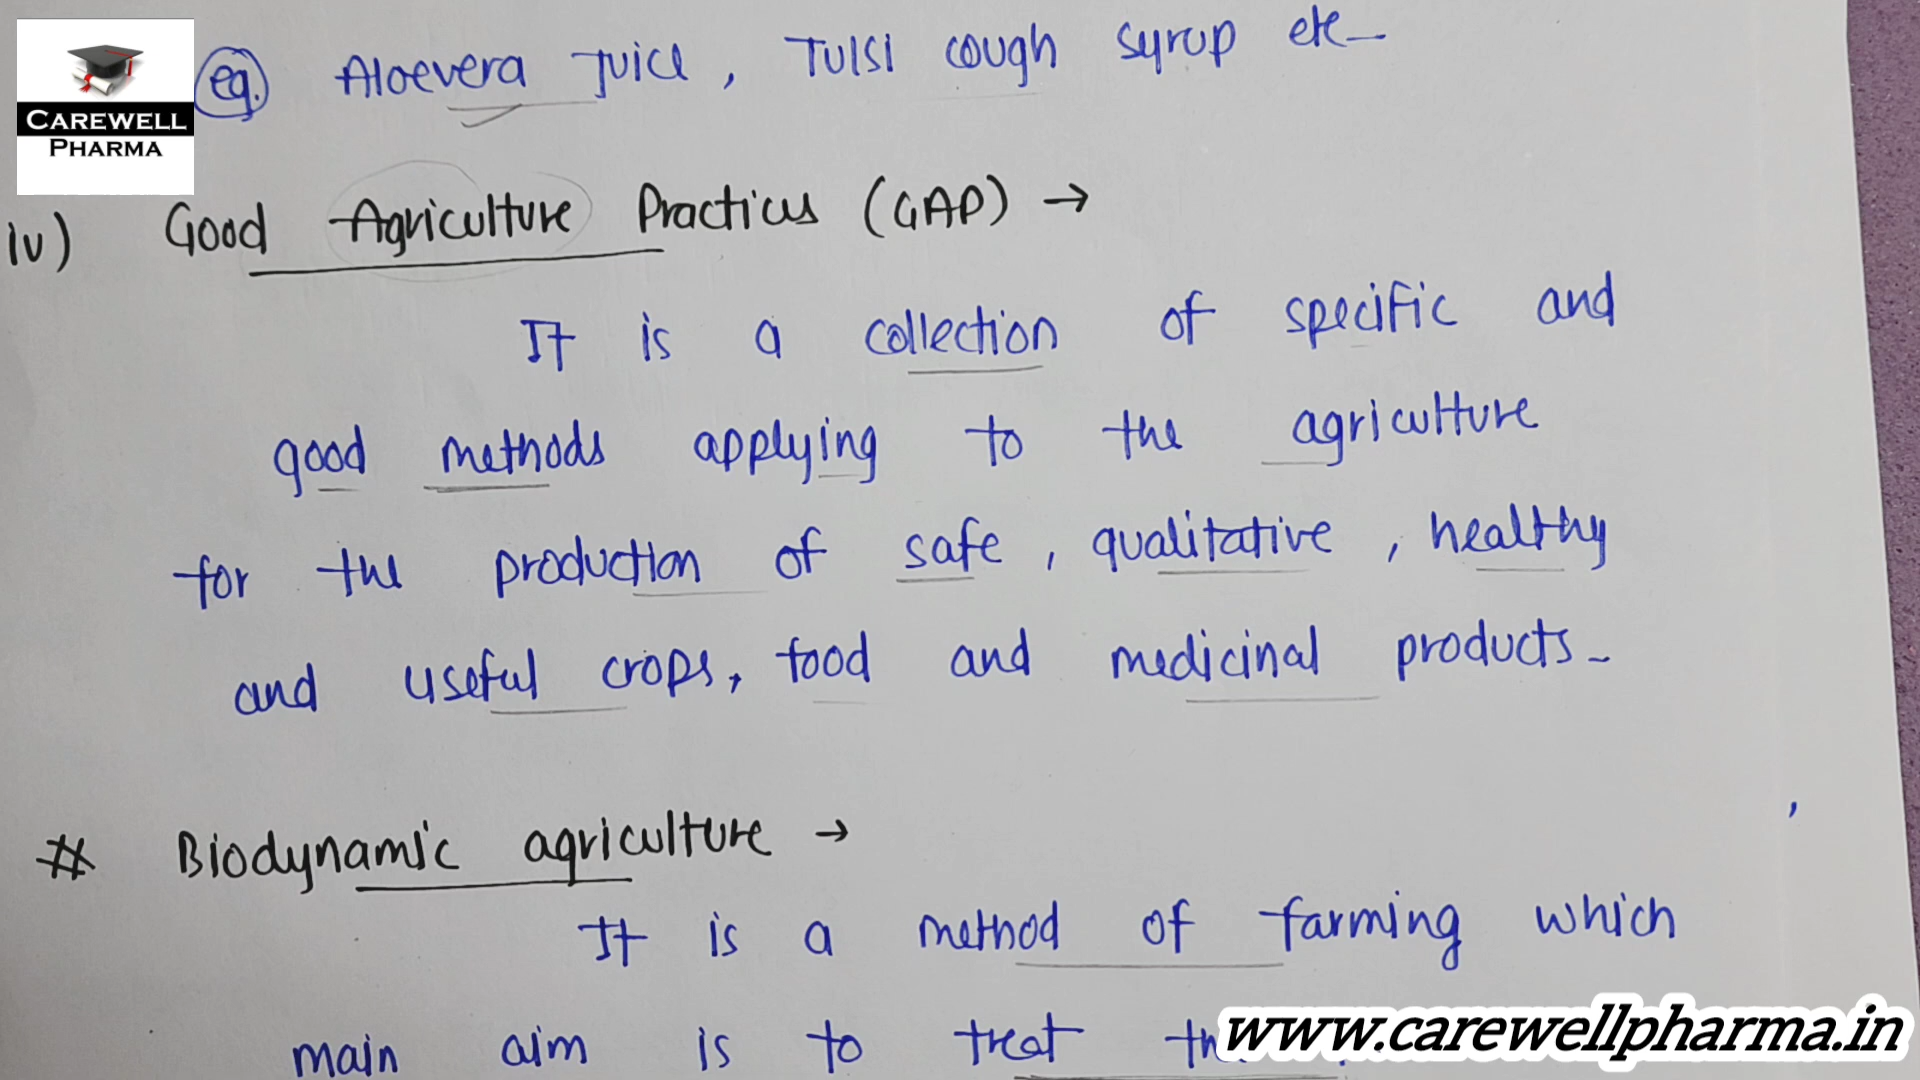 eg. Aloevera Juice, Tulsi cough syrup etc
CAREWELL
PHARMA
iv) Good Agriculture Practices (GAP) →
It is a collection of specific and
good methods applying to the agriculture
for the production of safe, qualitative, healthy
and useful crops, food and medicinal products.
# Biodynamic agriculture →
It is a method of farming which
main aim is to treat
www.carewellpharma.in